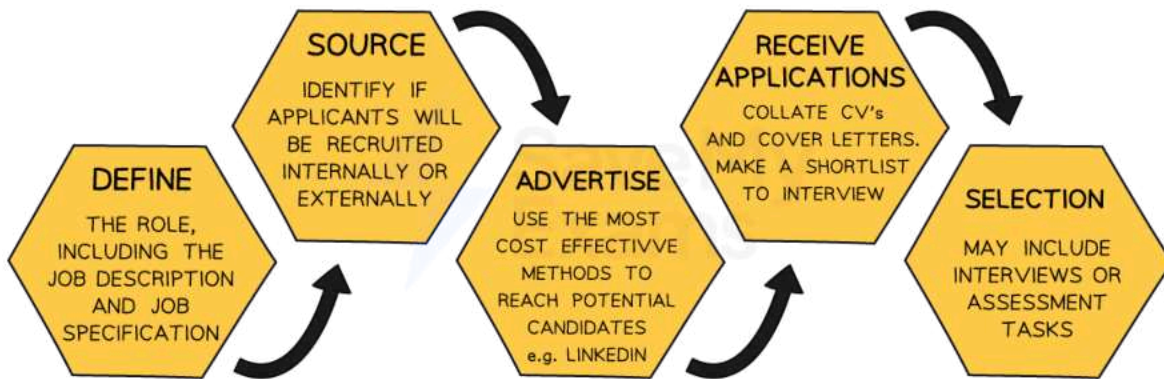 DEFINE
THE ROLE,
INCLUDING THE
JOB DESCRIPTION
AND JOB
SPECIFICATION
SOURCE
IDENTIFY IF
APPLICANTS WILL
BE RECRUITED
INTERNALLY OR
EXTERNALLY
ADVERTISE
USE THE MOST
COST EFFECTIVVE
METHODS TO
REACH POTENTIAL
CANDIDATES
e.g. LINKEDIN
RECEIVE
APPLICATIONS
COLLATE CV's
AND COVER LETTERS.
MAKE A SHORTLIST
TO INTERVIEW
SELECTION
MAY INCLUDE
INTERVIEWS OR
ASSESSMENT
TASKS